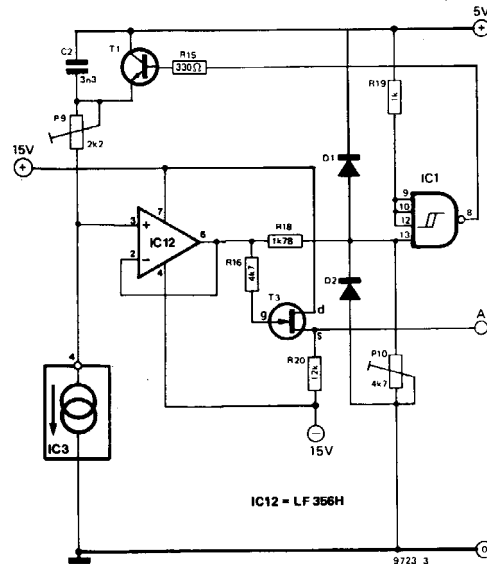 5V
+
C2
3n3
T1
R15
330Ω
P9
2k2
R19
1k
15V
+
D1
IC1
9
10
12
13
8
7
3
+
2
−
IC12
6
4
R18
1k78
R16
4k7
T3
g
d
s
D2
A
P10
4k7
R20
12k
−
15V
4
IC3
IC12 = LF 356H
9723 3
0